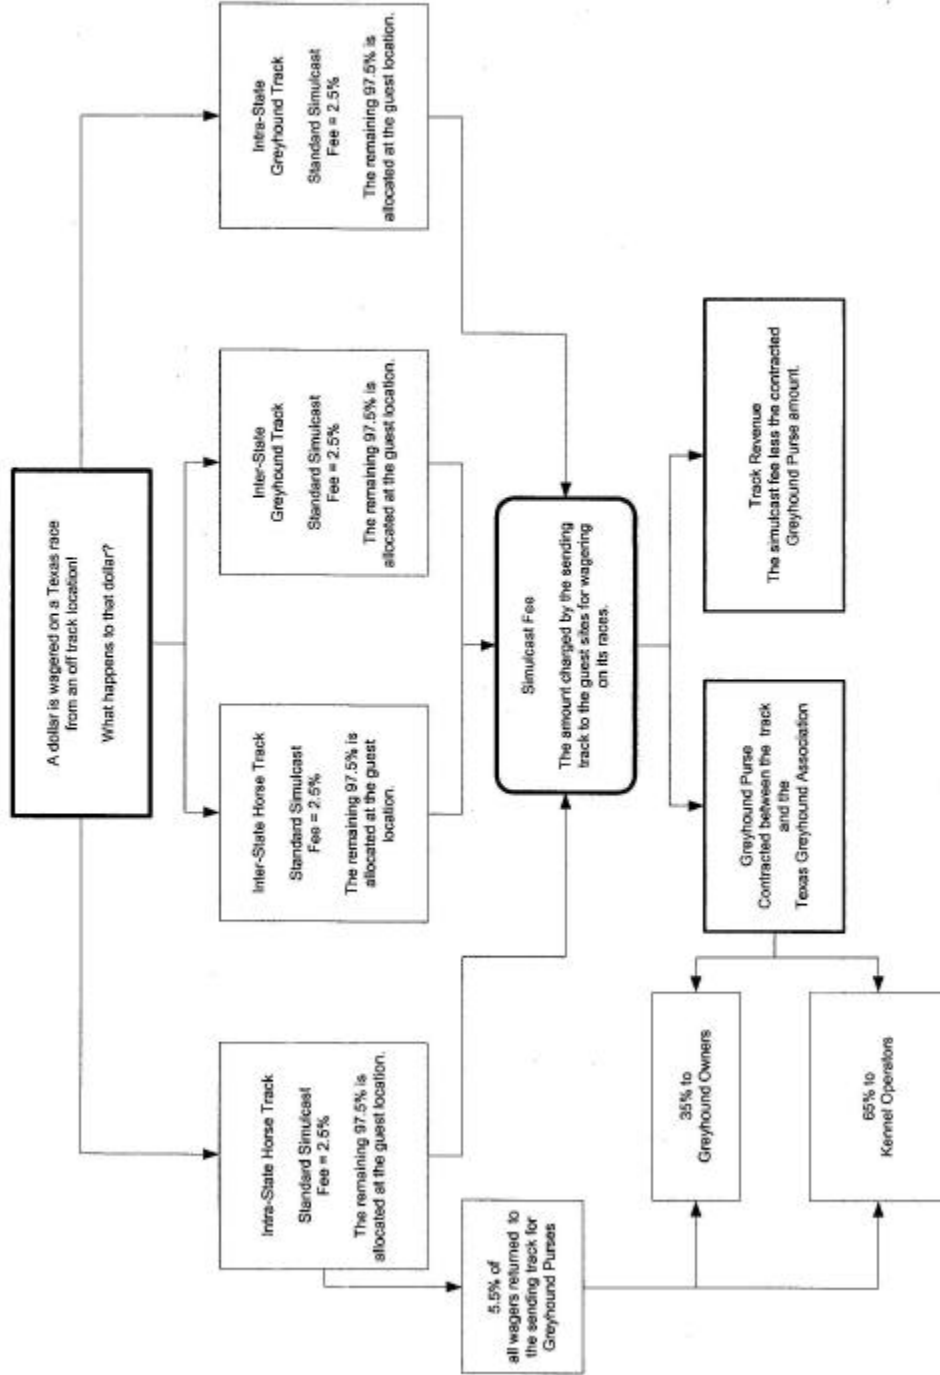 A dollar is wagered on a Texas race
from an off track location!
What happens to that dollar?
Intra-State Horse Track
Standard Simulcast
Fee = 2.5%
The remaining 97.5% is
allocated at the guest location.
Inter-State Horse Track
Standard Simulcast
Fee = 2.5%
The remaining 97.5% is
allocated at the guest
location.
Inter-State
Greyhound Track
Standard Simulcast
Fee = 2.5%
The remaining 97.5% is
allocated at the guest location.
Intra-State
Greyhound Track
Standard Simulcast
Fee = 2.5%
The remaining 97.5% is
allocated at the guest location.
5.5% of
all wagers returned to
the sending track for
Greyhound Purses
Simulcast Fee
The amount charged by the sending
track to the guest sites for wagering
on its races.
35% to
Greyhound Owners
65% to
Kennel Operators
Greyhound Purse
Contracted between the track
and the
Texas Greyhound Association
Track Revenue
The simulcast fee less the contracted
Greyhound Purse amount.